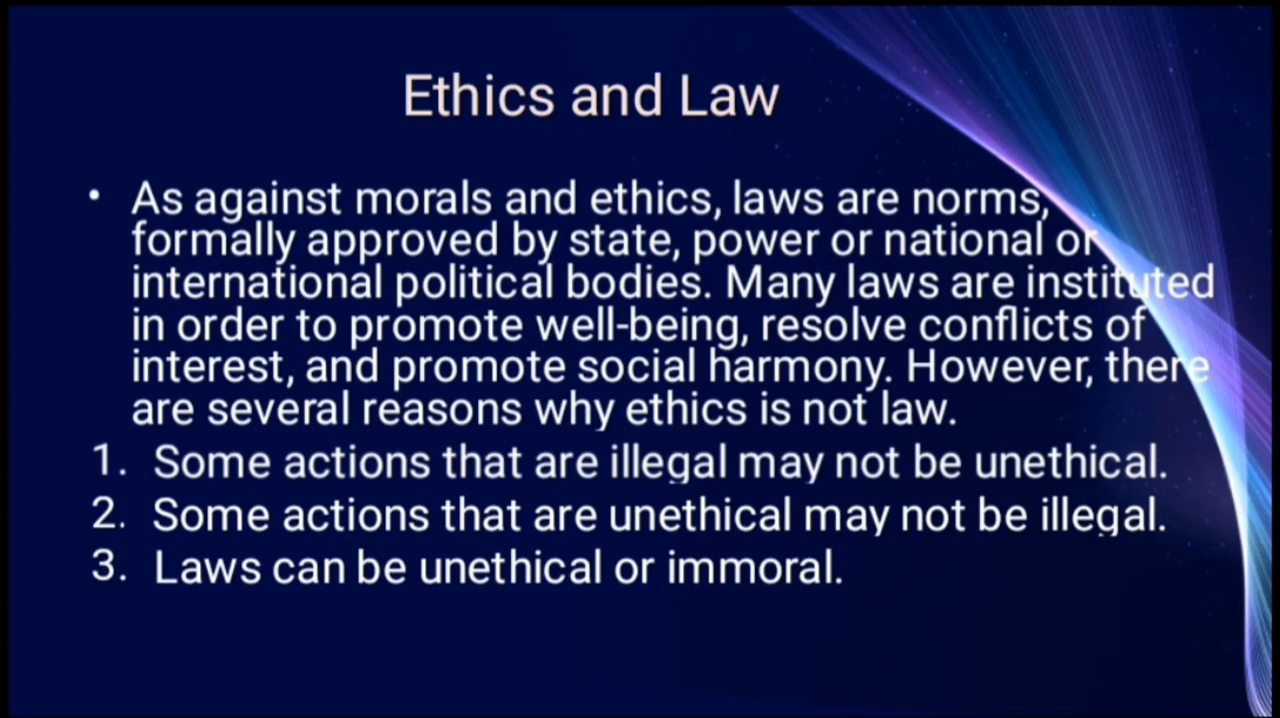 Ethics and Law
• As against morals and ethics, laws are norms,
formally approved by state, power or national or
international political bodies. Many laws are instituted
in order to promote well-being, resolve conflicts of
interest, and promote social harmony. However, there
are several reasons why ethics is not law.
1. Some actions that are illegal may not be unethical.
2. Some actions that are unethical may not be illegal.
3. Laws can be unethical or immoral.